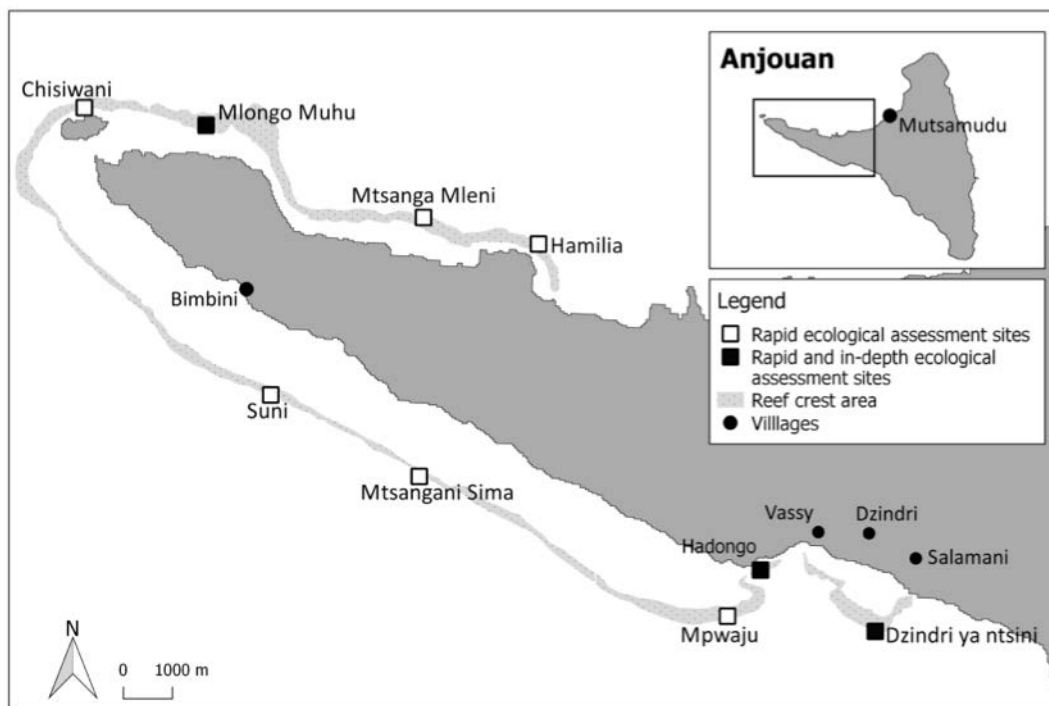 Chisiwani
Mlongo Muhu
Mtsanga Mleni
Hamilia
Bimbini
Suni
Mtsangani Sima
Vassy
Dzindri
Hadongo
Salamani
Mpwaju
Dzindri ya ntsini
N
0 1000 m
Anjouan
Mutsamudu
Legend
Rapid ecological assessment sites
Rapid and in-depth ecological
assessment sites
Reef crest area
Villlages